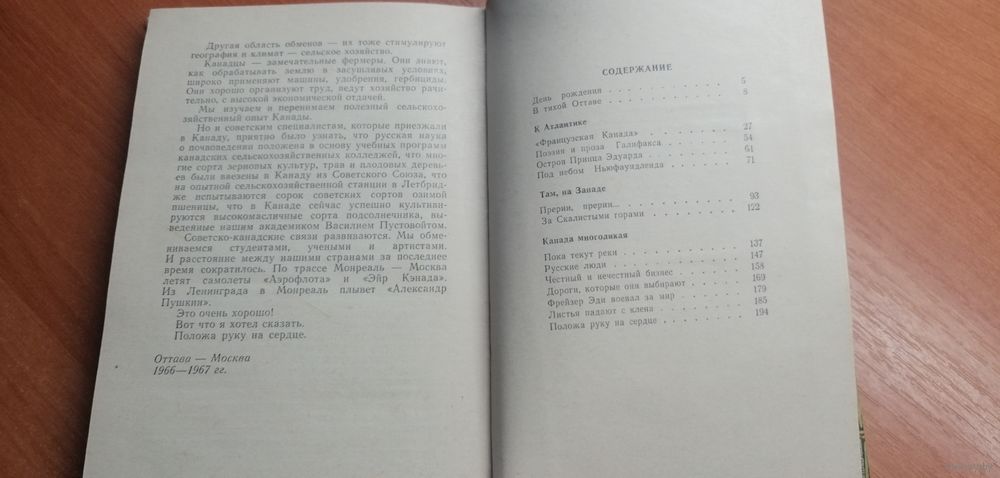 Другая область обменов — их тоже стимулируют
география и климат — сельское хозяйство.
Канадцы — замечательные фермеры. Они знают,
как обрабатывать землю в засушливых условиях,
широко применяют машины, удобрения, гербициды.
Они хорошо организуют труд, ведут хозяйство рачи-
тельно, с высокой экономической отдачей.
Мы изучаем и перенимаем полезный сельскохо-
зяйственный опыт Канады.
Но и советским специалистам, которые приезжали
в Канаду, приятно было узнать, что русская наука
о почвоведении положена в основу учебных программ
канадских сельскохозяйственных колледжей, что мно-
гие сорта зерновых культур, трав и плодовых деревь-
ев были ввезены в Канаду из Советского Союза, что
на опытной сельскохозяйственной станции в Летбрид-
же испытываются сорок советских сортов озимой
пшеницы, что в Канаде сейчас успешно культиви-
руются высокомасличные сорта подсолнечника, вы-
веденные нашим академиком Василием Пустовойтом.
Советско-канадские связи развиваются. Мы обме-
ниваемся студентами, учеными и артистами.
И расстояние между нашими странами за последнее
время сократилось. По трассе Монреаль — Москва
летят самолеты «Аэрофлота» и «Эйр Кэнада».
Из Ленинграда в Монреаль плывет «Александр
Пушкин».
Это очень хорошо!
Вот что я хотел сказать.
Положа руку на сердце.
Оттава — Москва
1966—1967 гг.
СОДЕРЖАНИЕ
День рождения . . . . . . . . . . 5
В тихой Оттаве . . . . . . . . . . 8
К Атлантике
«Французская Канада» . . . . . . . . 27
Поэзия и проза Галифакса . . . . . . . 54
Остров Принца Эдуарда . . . . . . . . 61
Под небом Ньюфаундленда . . . . . . . 71
Там, на Западе
Прерии, прерии... . . . . . . . . . 93
За Скалистыми горами . . . . . . . . 122
Канада многоликая
Пока текут реки . . . . . . . . . 137
Русские люди . . . . . . . . . . 147
Честный и нечестный бизнес . . . . . . 158
Дороги, которые они выбирают . . . . . 169
Фрейзер Эди воевал за мир . . . . . . 179
Листья падают с клена . . . . . . . . 185
Положа руку на сердце . . . . . . . . 194